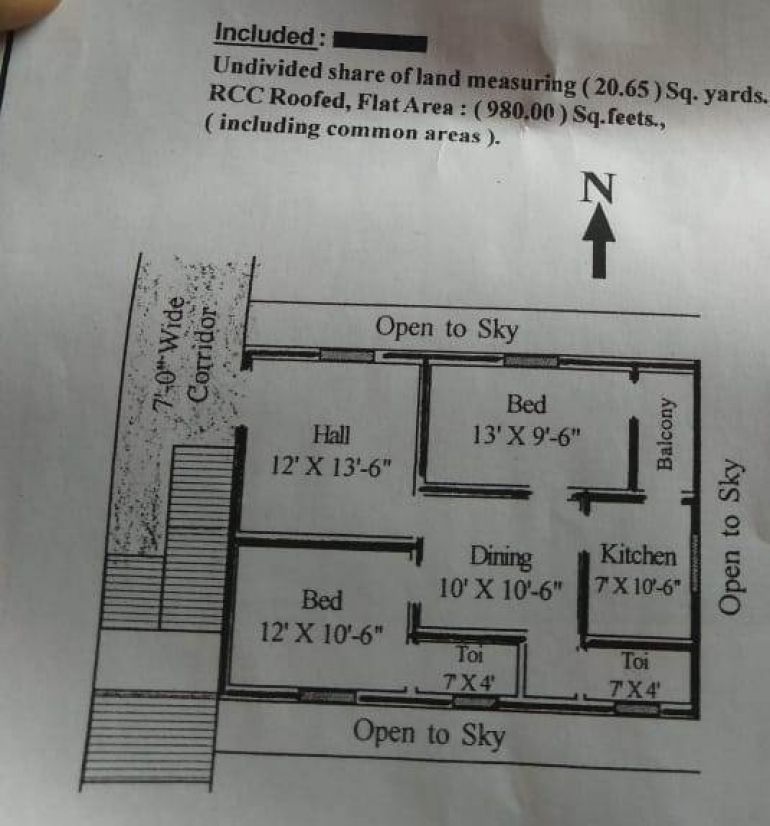 Included :
Undivided share of land measuring ( 20.65 ) Sq. yards.
RCC Roofed, Flat Area : ( 980.00 ) Sq.feets.,
( including common areas ).
N
Open to Sky
7'-0" Wide
Corridor
Bed
13' X 9'-6"
Balcony
Hall
12' X 13'-6"
Open to Sky
Dining
10' X 10'-6"
Kitchen
7' X 10'-6"
Bed
12' X 10'-6"
Toi
7' X 4'
Toi
7' X 4'
Open to Sky